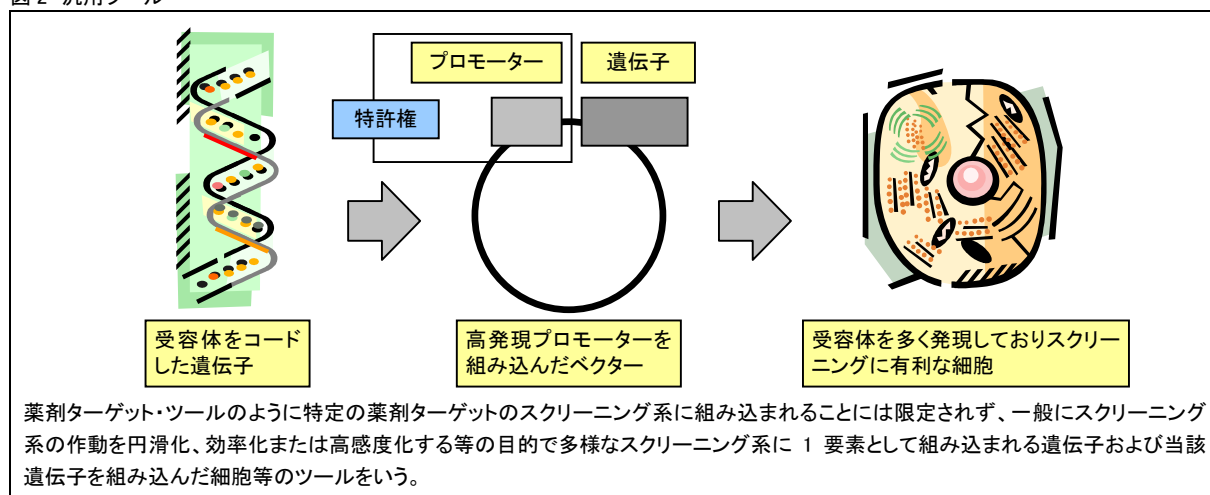 図 2 汎用ツール
プロモーター
遺伝子
特許権
受容体をコード
した遺伝子
高発現プロモーターを
組み込んだベクター
受容体を多く発現しておりスクリー
ニングに有利な細胞
薬剤ターゲット・ツールのように特定の薬剤ターゲットのスクリーニング系に組み込まれることには限定されず、一般にスクリーニング
系の作動を円滑化、効率化または高感度化する等の目的で多様なスクリーニング系に 1 要素として組み込まれる遺伝子および当該
遺伝子を組み込んだ細胞等のツールをいう。